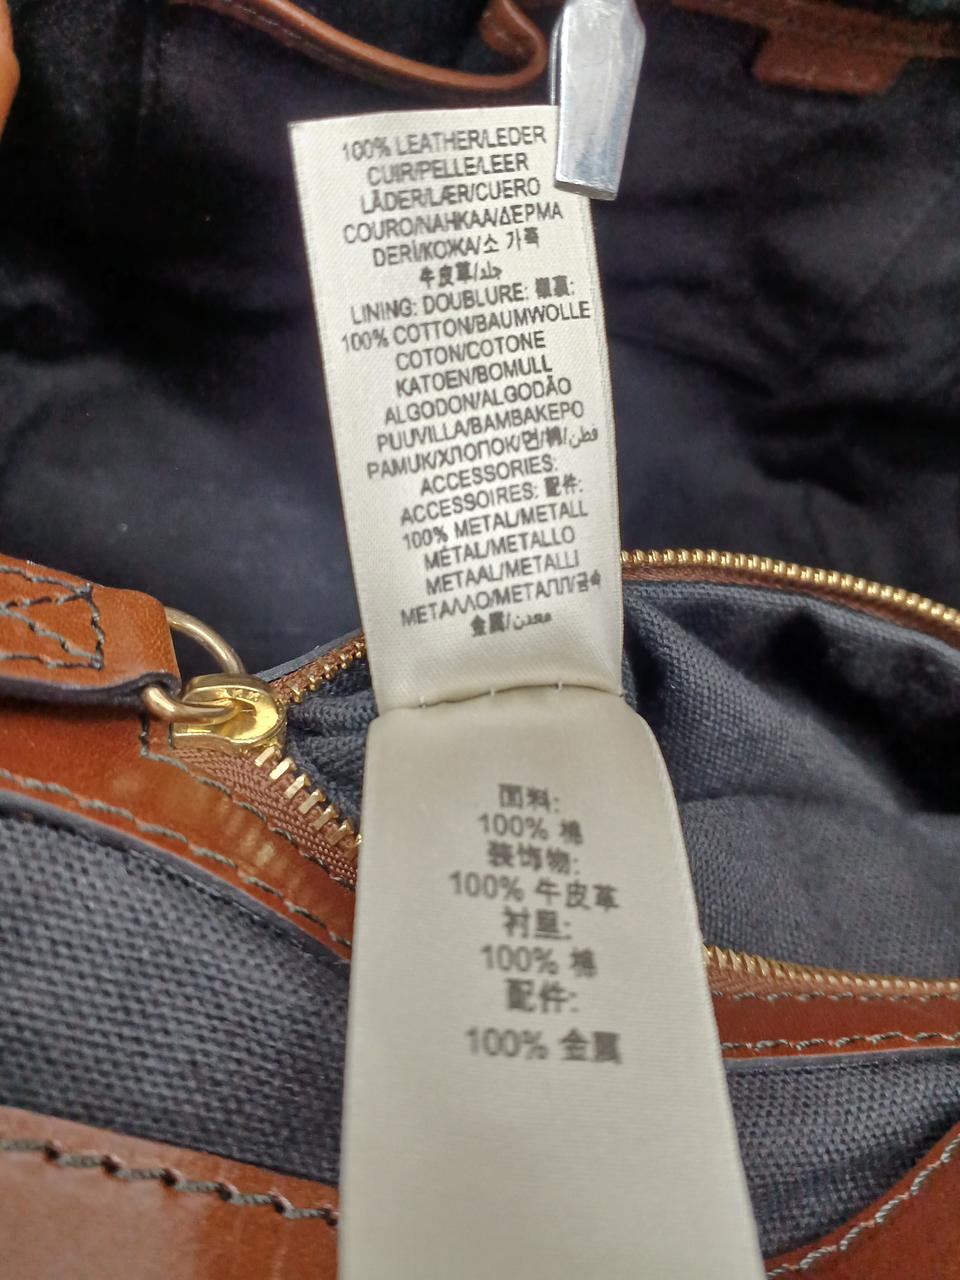 100% LEATHER/LEDER
CUIR/PELLE/LEER
LÄDER/LÆR/CUERO
COURO/NAHKAA/ΔΕΡΜΑ
DERİ/КОЖА/소 가죽
牛皮革/جلد
LINING: DOUBLURE: 襯裏:
100% COTTON/BAUMWOLLE
COTON/COTONE
KATOEN/BOMULL
ALGODON/ALGODÃO
PUUVILLA/ΒΑΜΒΑΚΕΡΟ
PAMUK/ХЛОПОК/면/棉/قطن
ACCESSORIES:
ACCESSOIRES: 配件:
100% METAL/METALL
MÉTAL/METALLO
METAAL/METALLI
ΜΕΤΑΛΛΟ/МЕТАЛЛ/금속
金属/معدن
面料:
100% 棉
装饰物:
100% 牛皮革
衬里:
100% 棉
配件:
100% 金属